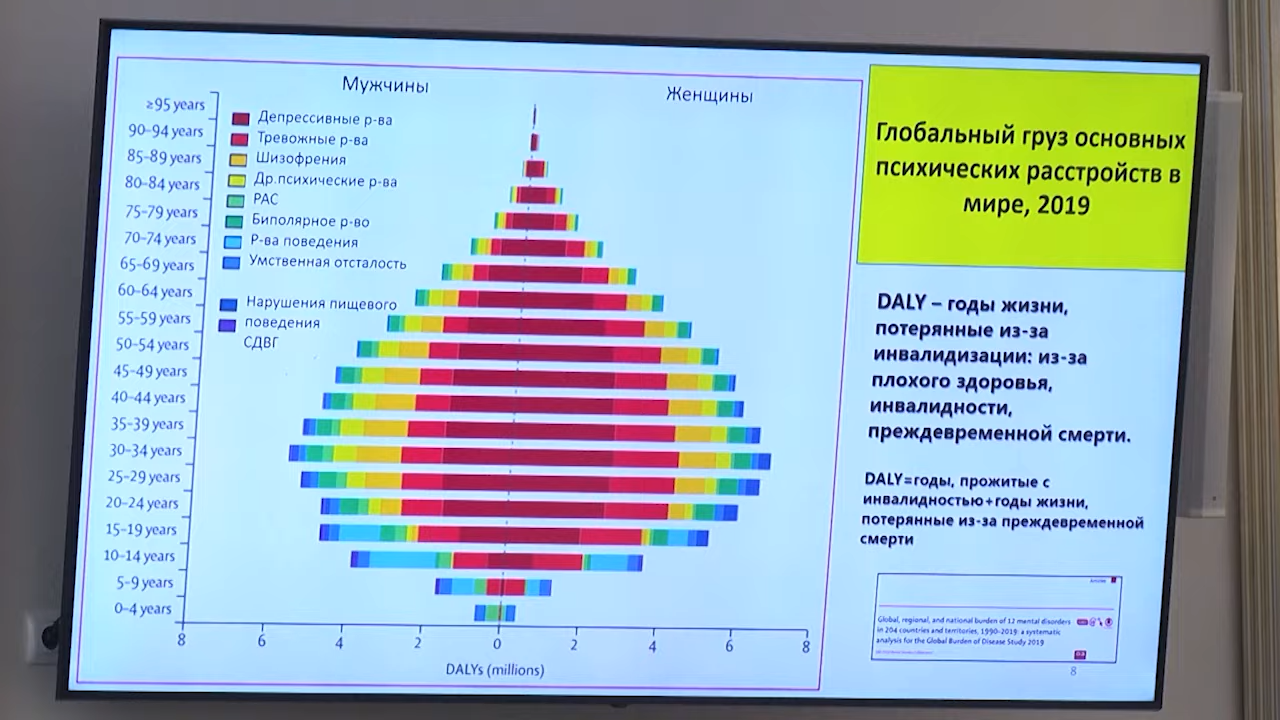 Мужчины
Женщины
≥95 years
90–94 years
85–89 years
80–84 years
75–79 years
70–74 years
65–69 years
60–64 years
55–59 years
50–54 years
45–49 years
40–44 years
35–39 years
30–34 years
25–29 years
20–24 years
15–19 years
10–14 years
5–9 years
0–4 years
Депрессивные р-ва
Тревожные р-ва
Шизофрения
Др.психические р-ва
РАС
Биполярное р-во
Р-ва поведения
Умственная отсталость
Нарушения пищевого
поведения
СДВГ
8 6 4 2 0 2 4 6 8
DALYs (millions)
Глобальный груз основных
психических расстройств в
мире, 2019
DALY – годы жизни,
потерянные из-за
инвалидизации: из-за
плохого здоровья,
инвалидности,
преждевременной смерти.
DALY=годы, прожитые с
инвалидностью+годы жизни,
потерянные из-за преждевременной
смерти
Articles
Global, regional, and national burden of 12 mental disorders
in 204 countries and territories, 1990–2019: a systematic
analysis for the Global Burden of Disease Study 2019
8